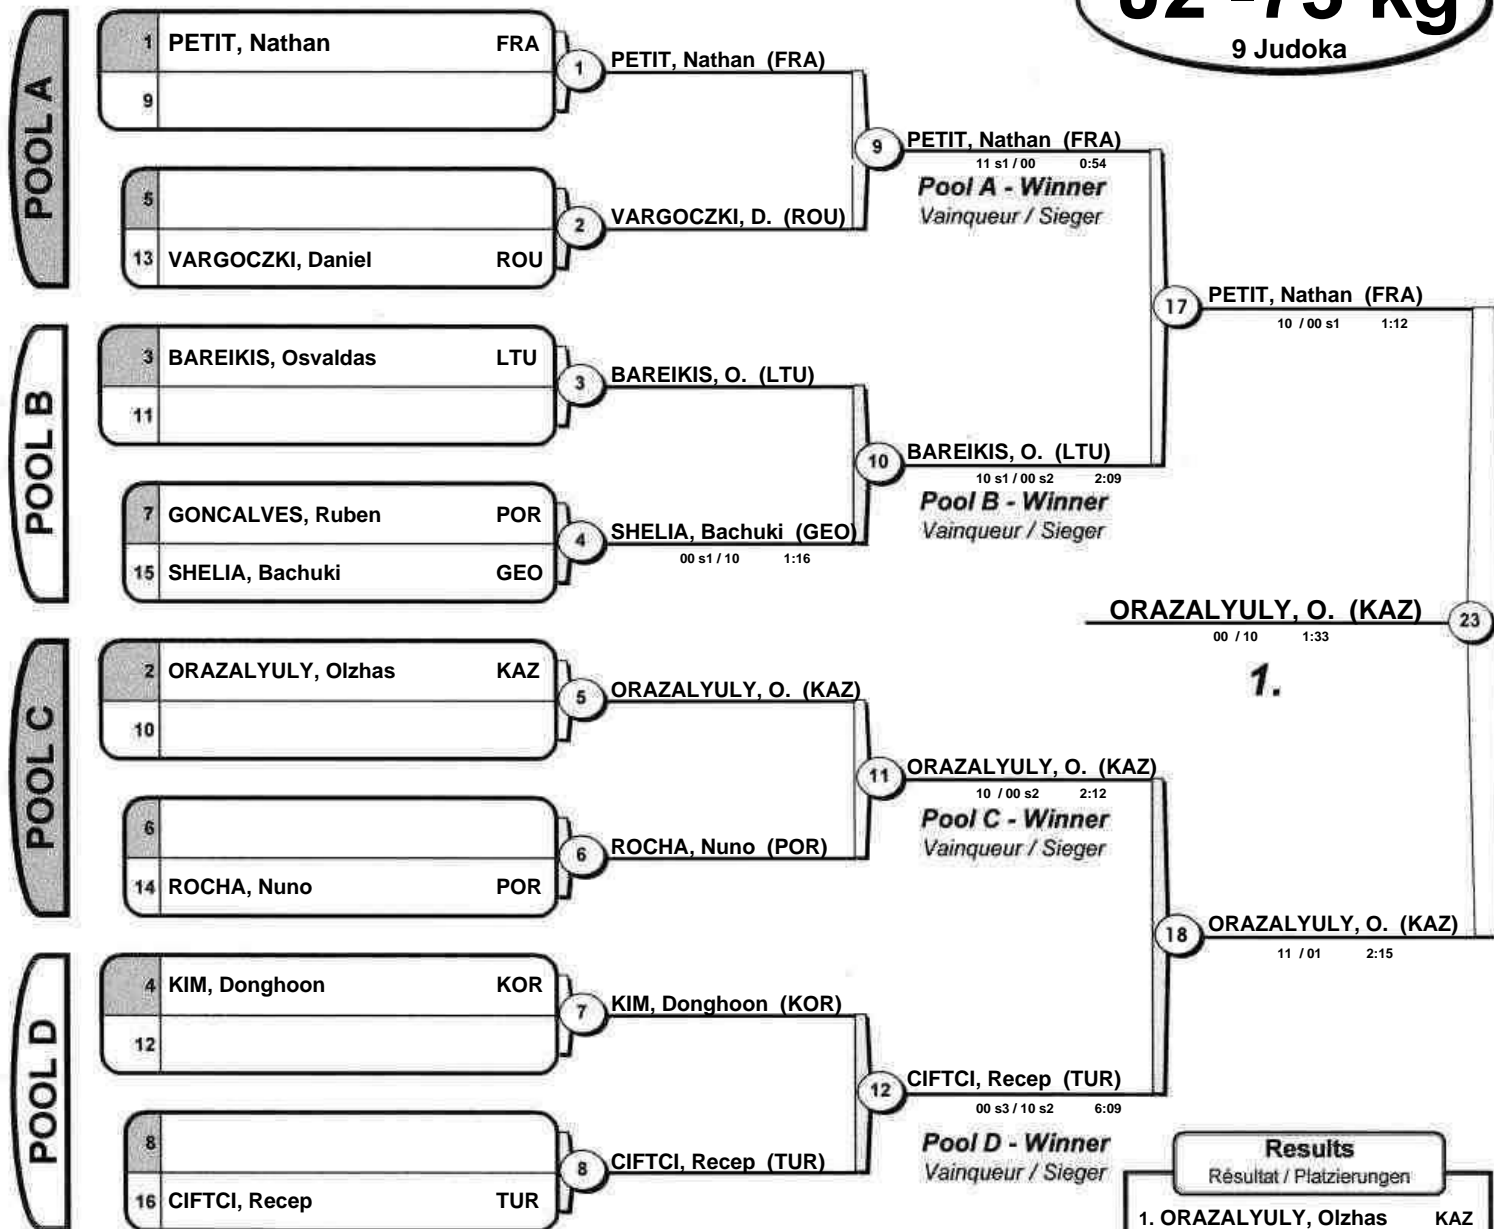 J2 -73 kg
9 Judoka
POOL A
1 PETIT, Nathan FRA
9
5
13 VARGOCZKI, Daniel ROU
1 PETIT, Nathan (FRA)
2 VARGOCZKI, D. (ROU)
9 PETIT, Nathan (FRA)
11 s1 / 00 0:54
Pool A - Winner
Vainqueur / Sieger
POOL B
3 BAREIKIS, Osvaldas LTU
11
7 GONCALVES, Ruben POR
15 SHELIA, Bachuki GEO
3 BAREIKIS, O. (LTU)
4 SHELIA, Bachuki (GEO)
00 s1 / 10 1:16
10 BAREIKIS, O. (LTU)
10 s1 / 00 s2 2:09
Pool B - Winner
Vainqueur / Sieger
17 PETIT, Nathan (FRA)
10 / 00 s1 1:12
ORAZALYULY, O. (KAZ) 23
00 / 10 1:33
1.
POOL C
2 ORAZALYULY, Olzhas KAZ
10
6
14 ROCHA, Nuno POR
5 ORAZALYULY, O. (KAZ)
6 ROCHA, Nuno (POR)
11 ORAZALYULY, O. (KAZ)
10 / 00 s2 2:12
Pool C - Winner
Vainqueur / Sieger
POOL D
4 KIM, Donghoon KOR
12
8
16 CIFTCI, Recep TUR
7 KIM, Donghoon (KOR)
8 CIFTCI, Recep (TUR)
12 CIFTCI, Recep (TUR)
00 s3 / 10 s2 6:09
Pool D - Winner
Vainqueur / Sieger
18 ORAZALYULY, O. (KAZ)
11 / 01 2:15
Results
Résultat / Platzierungen
1. ORAZALYULY, Olzhas KAZ